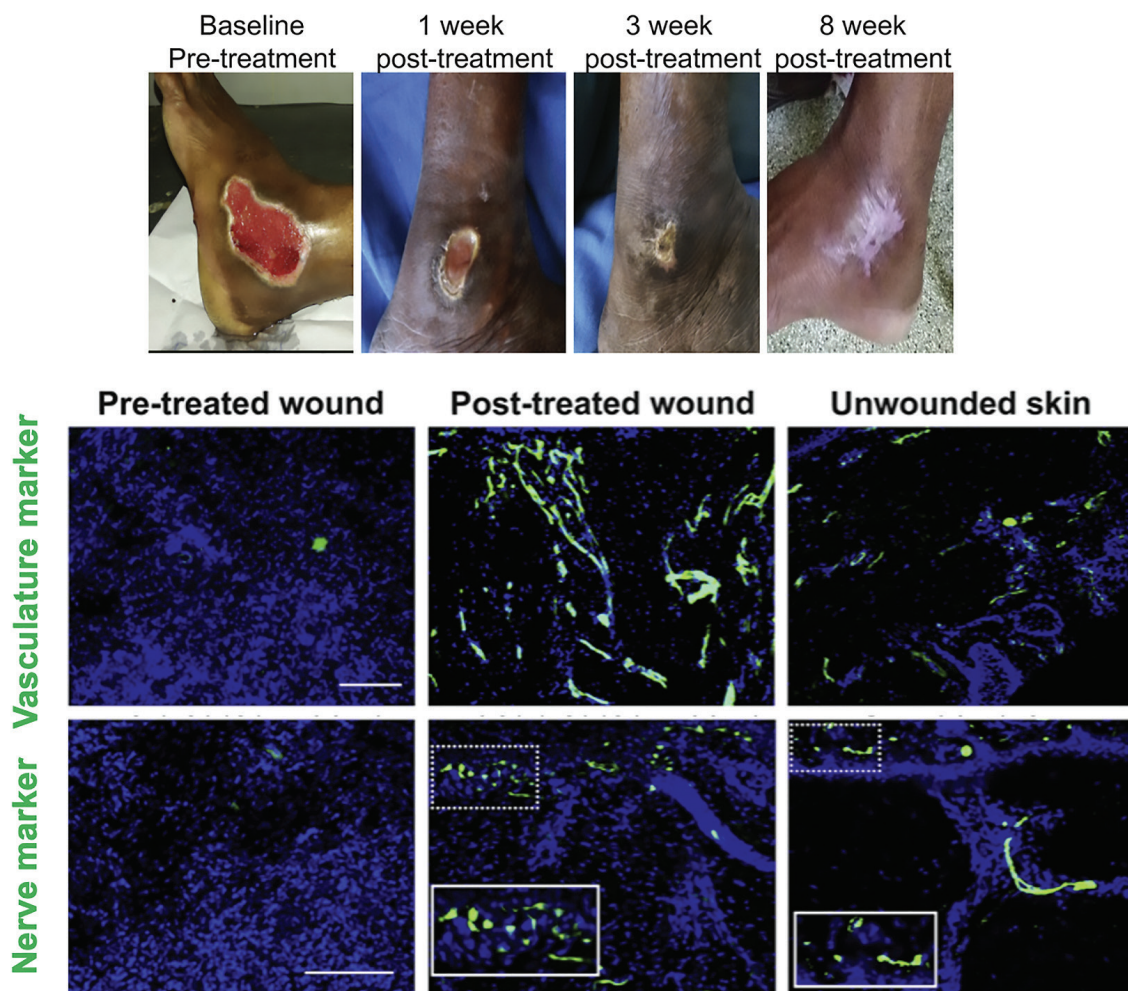 Baseline
Pre-treatment
1 week
post-treatment
3 week
post-treatment
8 week
post-treatment
Pre-treated wound
Post-treated wound
Unwounded skin
Vasculature marker
Nerve marker